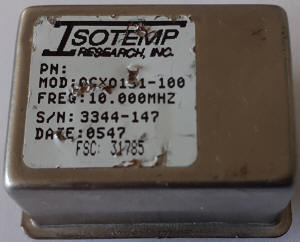 ISOTEMP
RESEARCH, INC.
PN:
MOD: OCXO131-100
FREQ: 10.000MHZ
S/N: 3344-147
DATE: 0547
FSC: 31785